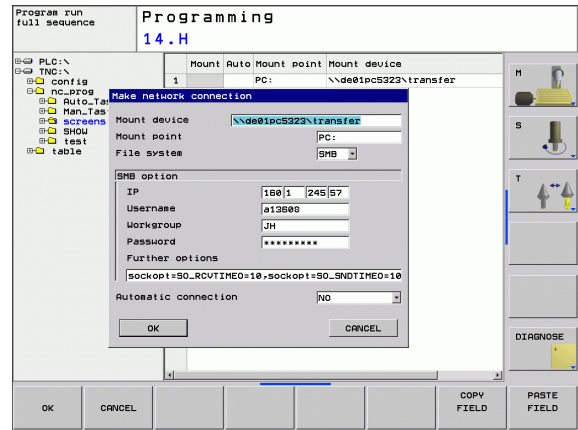 Program run
full sequence
Programming
14.H
PLC:\
TNC:\
config
nc_prog
Auto_Tas
Man_Tas
screens
SHOW
test
table
Mount Auto Mount point Mount device
1 PC: \\de01pc5323\transfer
Make network connection
Mount device \\de01pc5323\transfer
Mount point PC:
File system SMB
SMB option
IP 160 1 245 57
Username a13608
Workgroup JH
Password *********
Further options
sockopt=SO_RCVTIMEO=10,sockopt=SO_SNDTIMEO=10
Automatic connection NO
OK CANCEL
M
S
T
DIAGNOSE
OK CANCEL COPY FIELD PASTE FIELD